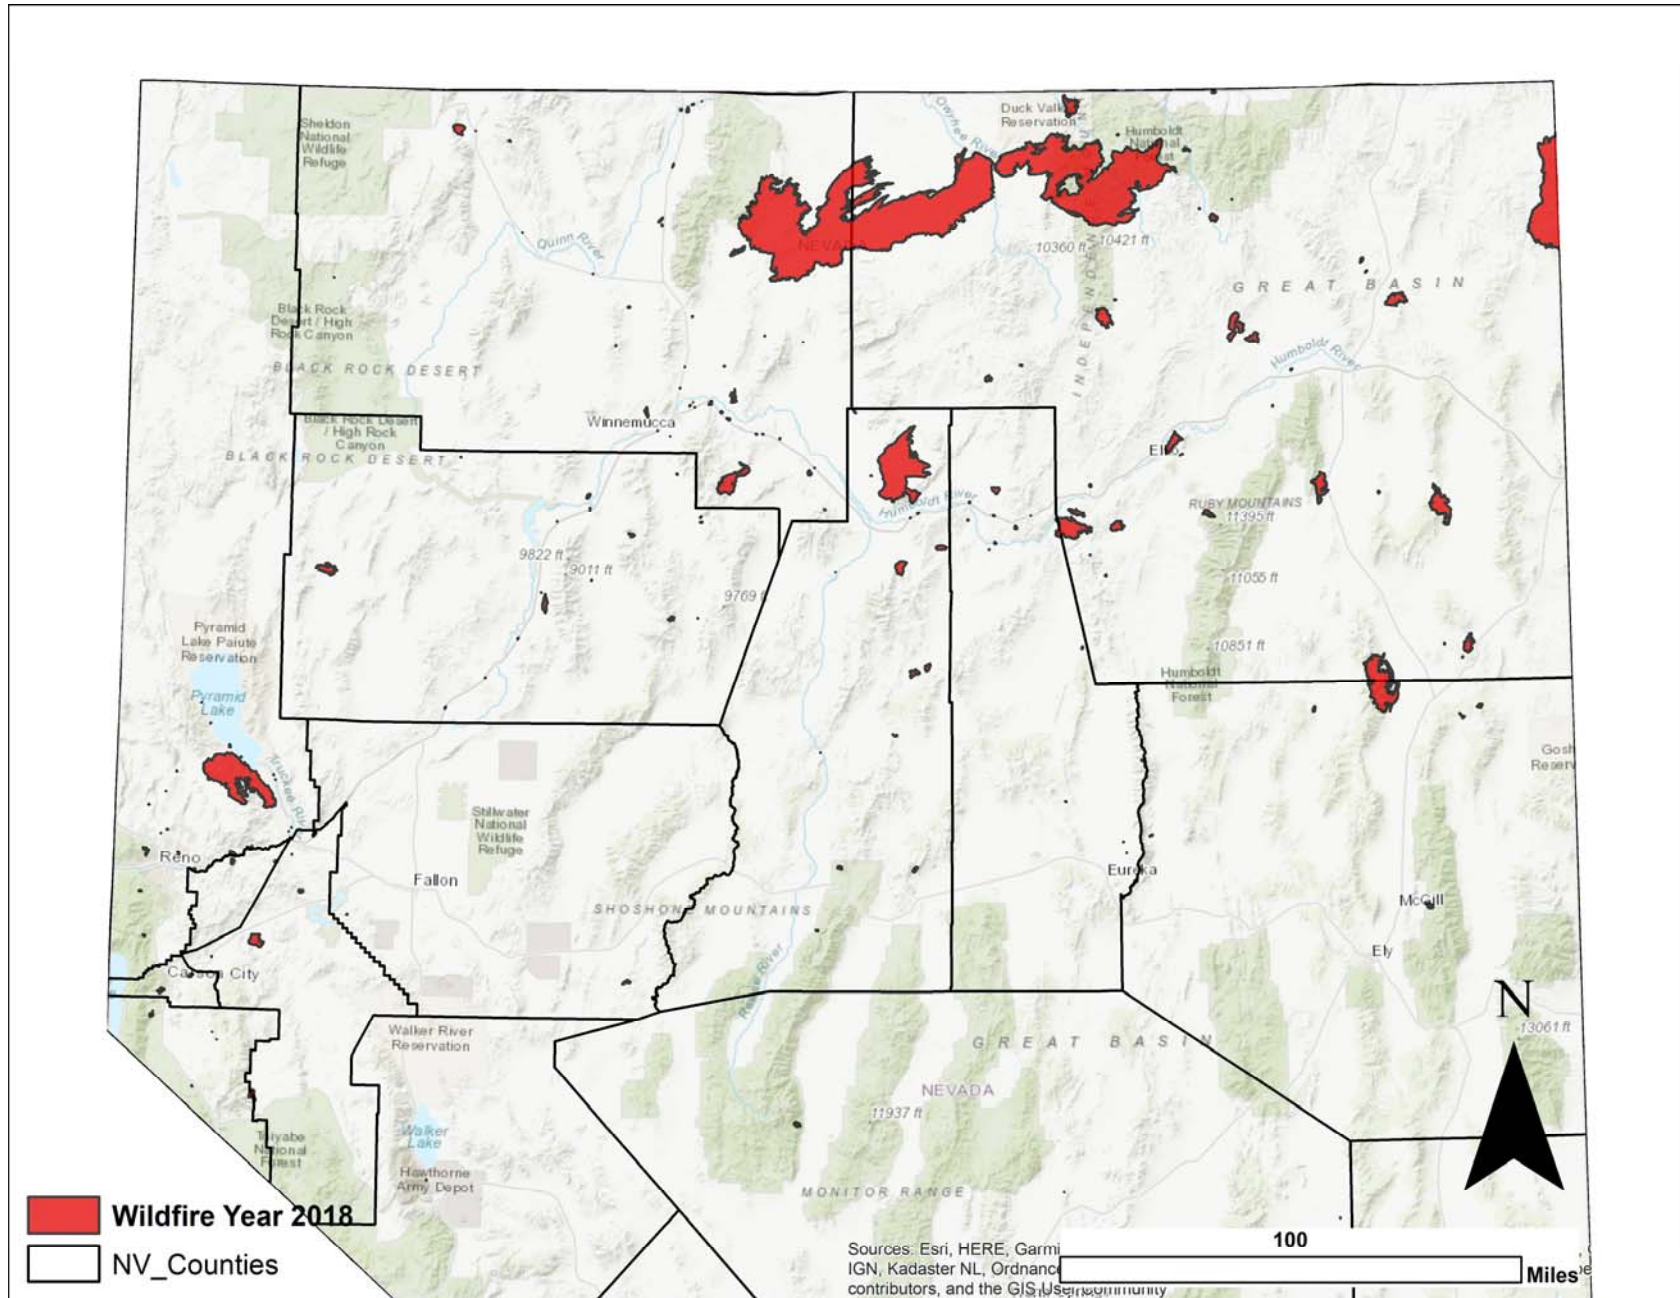 Sheldon
National
Wildlife
Refuge
Owyhee River
Duck Vall
Reservation
Humboldt
National
Forest
Quinn River
NEVADA
10360 ft
10421 ft
GREAT BASIN
Black Rock
Desert / High
Rock Canyon
BLACK ROCK DESERT
INDEPENDEN
Humboldt River
Black Rock Desert
/ High Rock
Canyon
BLACK ROCK DESERT
Winnemucca
Elko
Humboldt River
RUBY MOUNTAINS
11395 ft
9822 ft
9011 ft
9769 f
11055 ft
Pyramid
Lake Paiute
Reservation
10851 ft
Humboldt
National
Forest
Pyramid
Lake
Truckee Riv
Gosh
Reserv
Stillwater
National
Wildlife
Refuge
Reno
Fallon
Eureka
SHOSHONE MOUNTAINS
McGill
Ely
Carson City
Reese River
N
13061 ft
Walker River
Reservation
GREAT BASIN
NEVADA
11937 ft
Walker
Lake
Toiyabe
National
Forest
Hawthorne
Army Depot
MONITOR RANGE
Wildfire Year 2018
NV_Counties
Sources: Esri, HERE, Garmi
IGN, Kadaster NL, Ordnance
contributors, and the GIS User Community
100
Miles